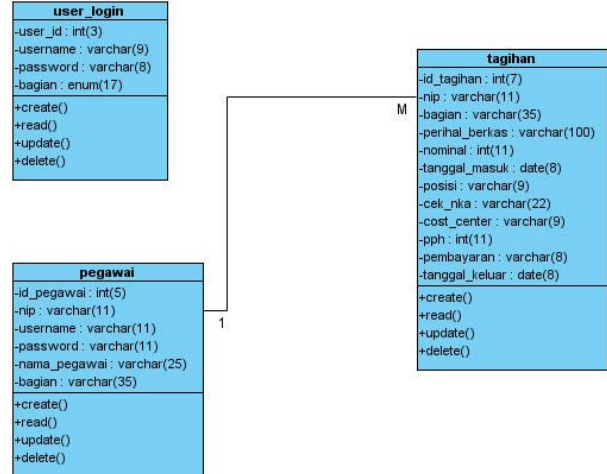 user_login
-user_id : int(3)
-username : varchar(9)
-password : varchar(8)
-bagian : enum(17)
+create()
+read()
+update()
+delete()
tagihan
-id_tagihan : int(7)
-nip : varchar(11)
-bagian : varchar(35)
-perihal_berkas : varchar(100)
-nominal : int(11)
-tanggal_masuk : date(8)
-posisi : varchar(9)
-cek_nka : varchar(22)
-cost_center : varchar(9)
-pph : int(11)
-pembayaran : varchar(8)
-tanggal_keluar : date(8)
+create()
+read()
+update()
+delete()
M
1
pegawai
-id_pegawai : int(5)
-nip : varchar(11)
-username : varchar(11)
-password : varchar(11)
-nama_pegawai : varchar(25)
-bagian : varchar(35)
+create()
+read()
+update()
+delete()